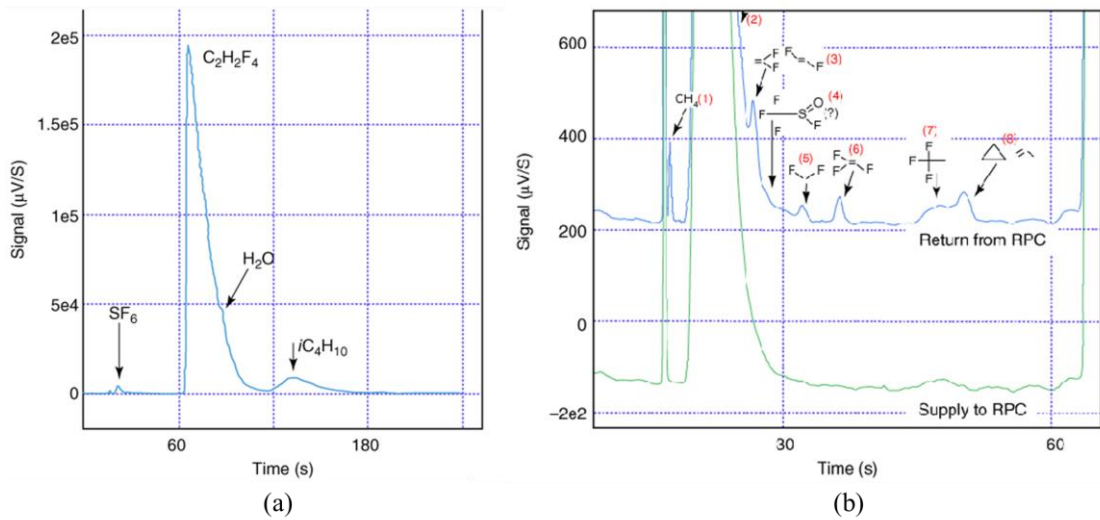 (a)
2e5
1.5e5
1e5
5e4
0
Signal (μV/S)
C₂H₂F₄
H₂O
SF₆
iC₄H₁₀
60
180
Time (s)
(b)
600
400
200
0
−2e2
Signal (μV/S)
(2)
F
F
F
F
(3)
CH₄(1)
F
F
F
S
O
F
(4)
(?)
F
F
(5)
F
F
F
(6)
(7)
F
F
F
(8)
Return from RPC
Supply to RPC
30
60
Time (s)
(a)
(b)